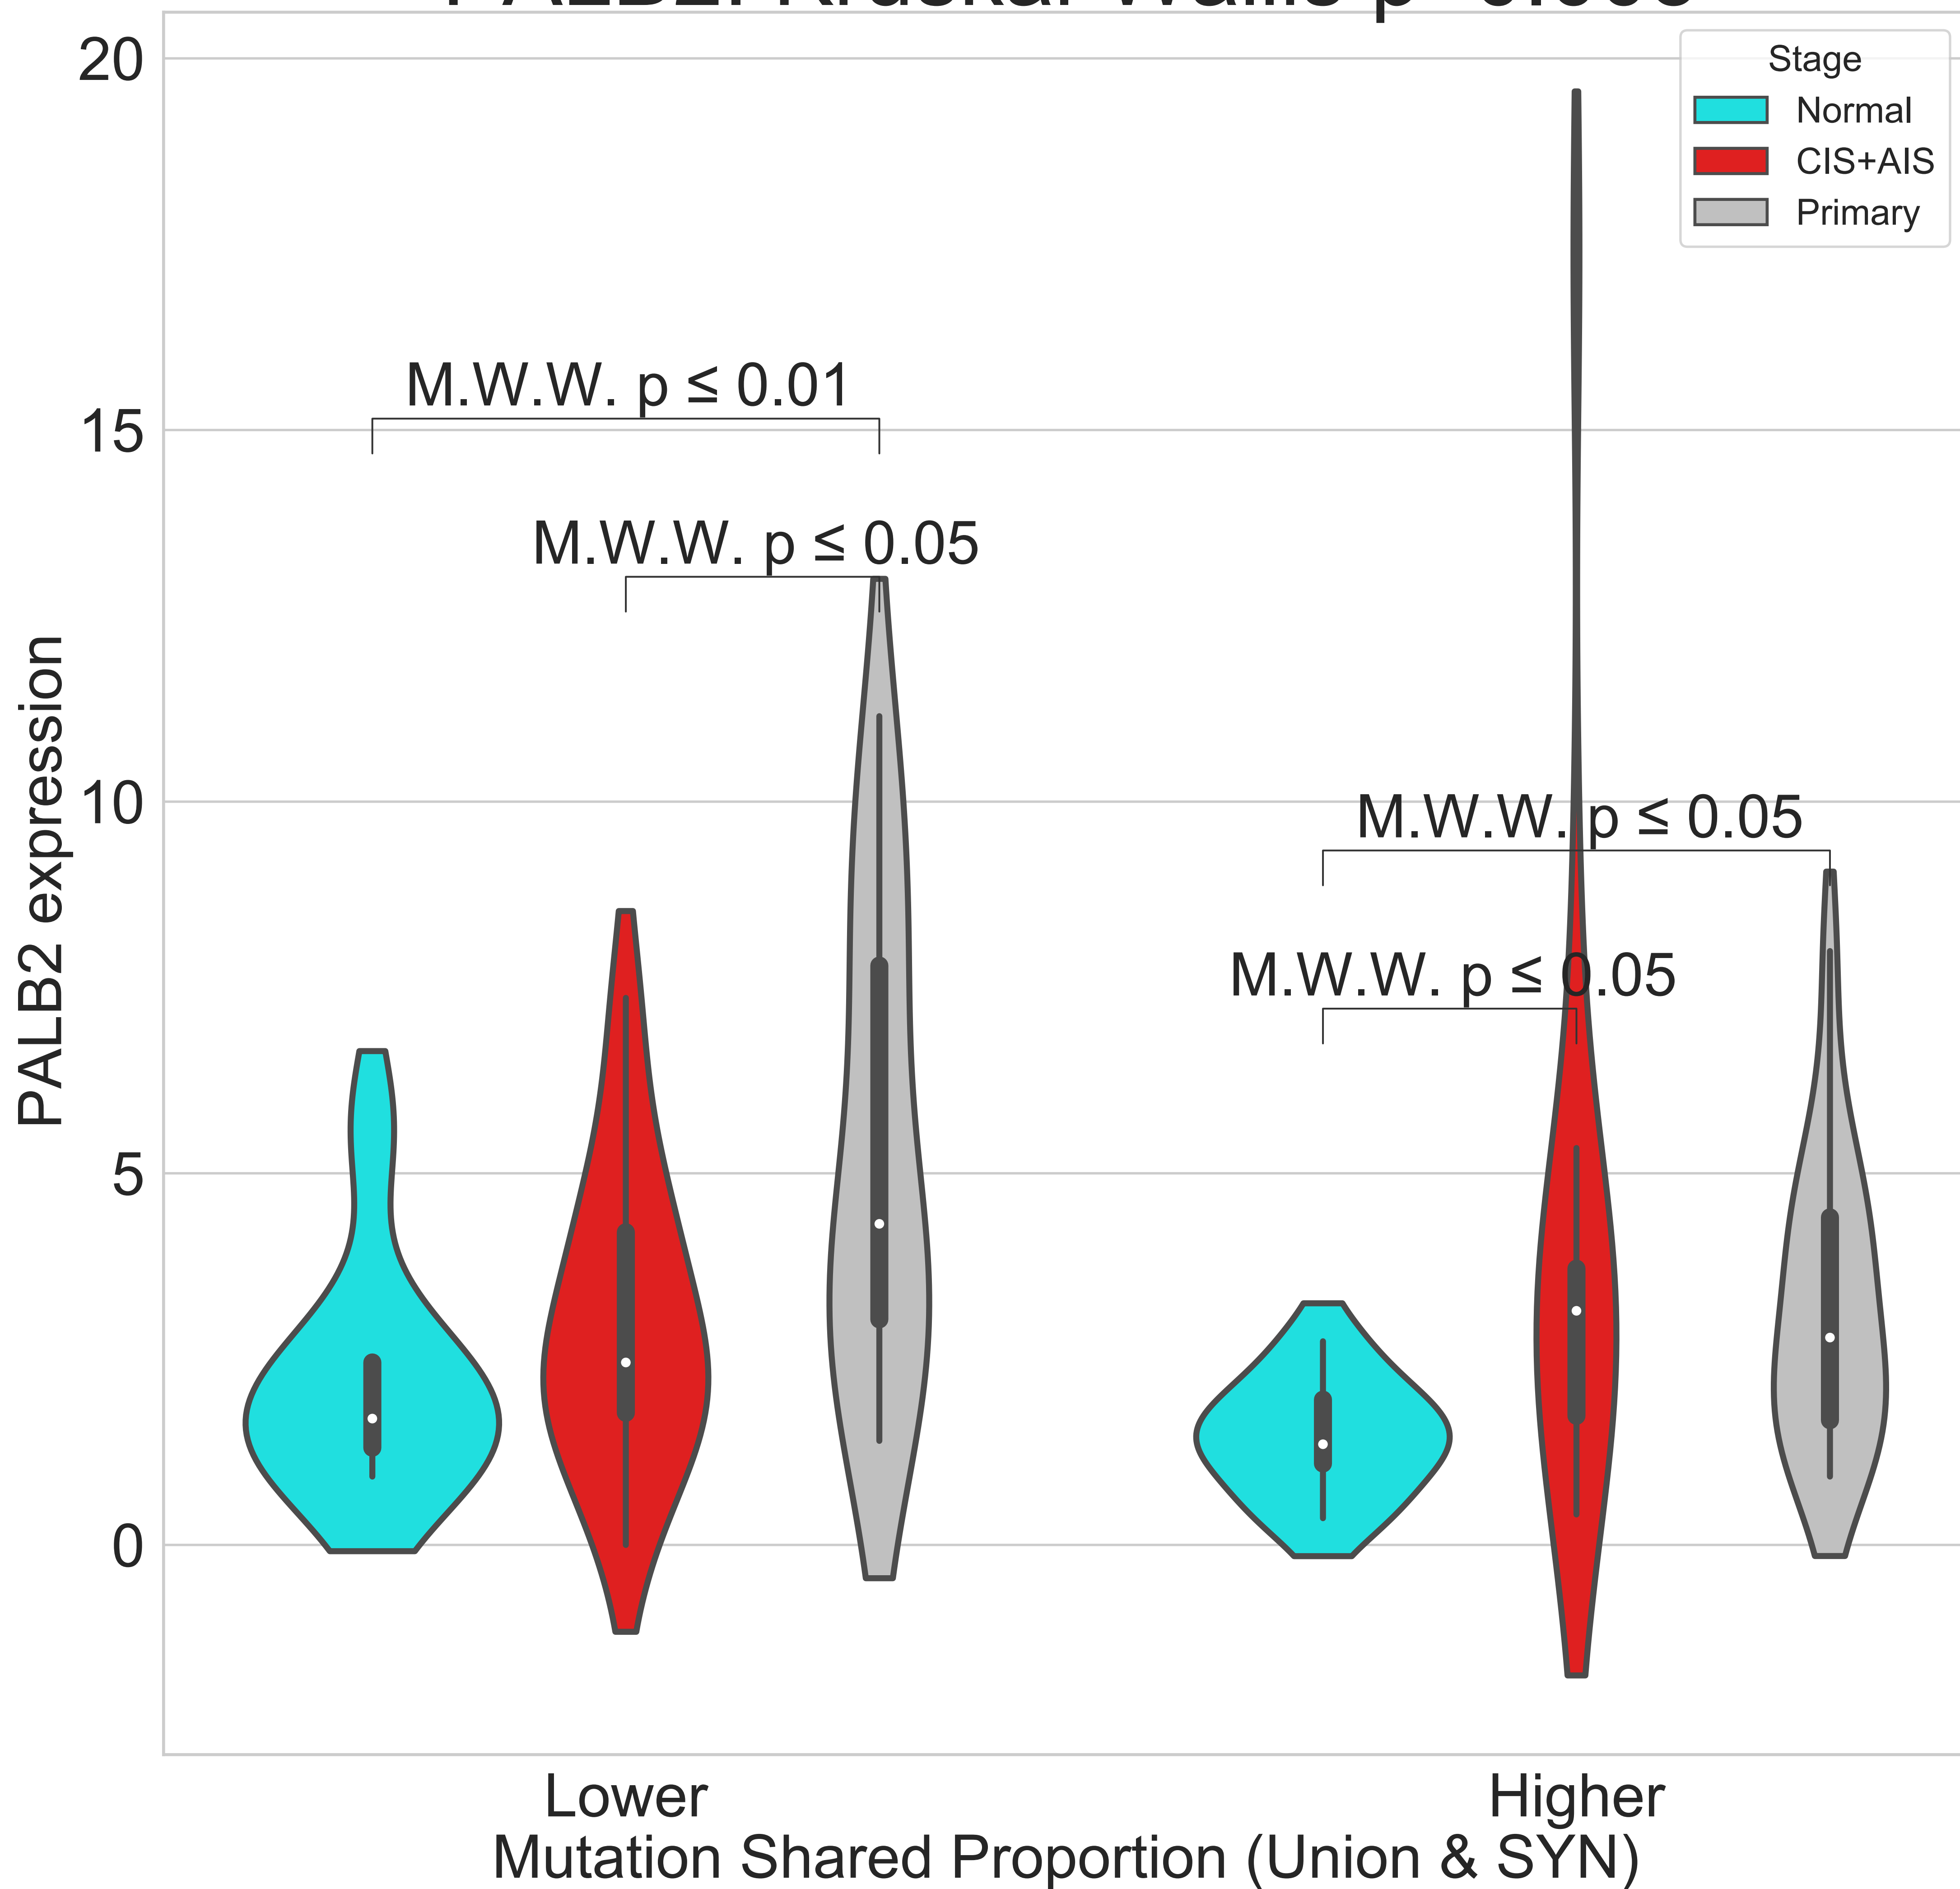 20
15
10
5
0
PALB2 expression
Stage
Normal
CIS+AIS
Primary
M.W.W. p ≤ 0.01
M.W.W. p ≤ 0.05
M.W.W. p ≤ 0.05
M.W.W. p ≤ 0.05
Lower
Higher
Mutation Shared Proportion (Union & SYN)